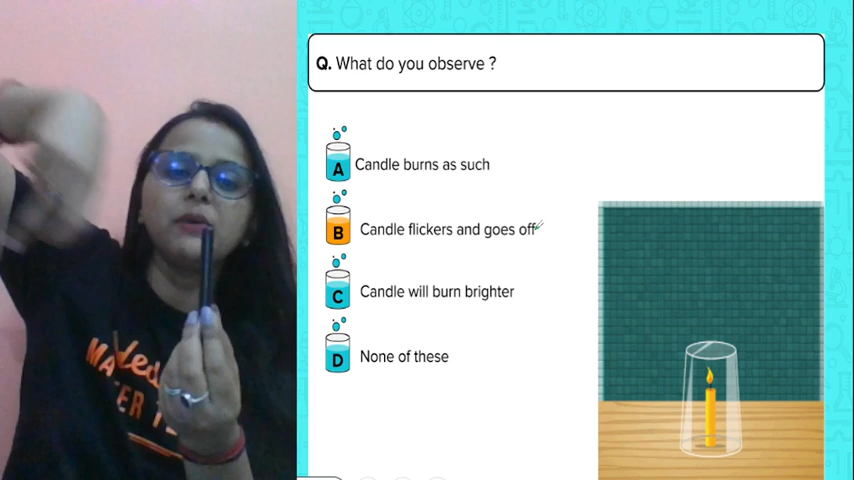 Q. What do you observe ?
A Candle burns as such
B Candle flickers and goes off
C Candle will burn brighter
D None of these